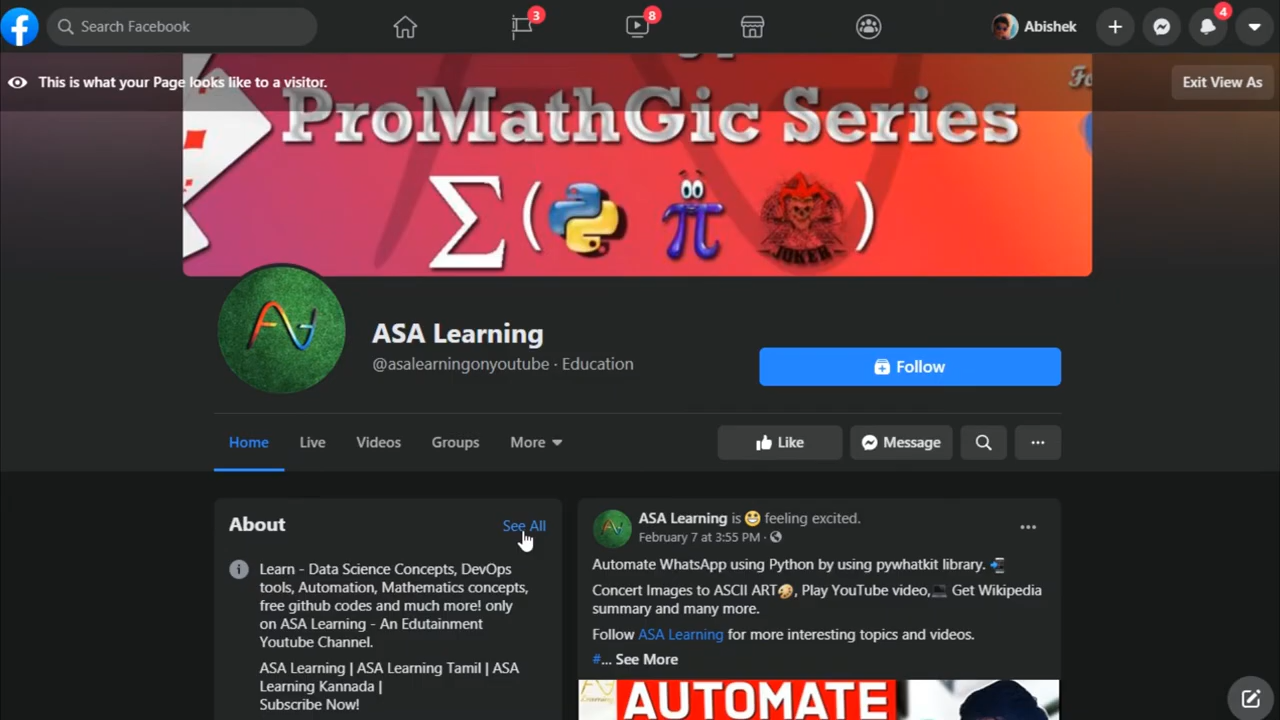 Search Facebook
3
8
Abishek
4
This is what your Page looks like to a visitor.
Exit View As
ProMathGic Series
Σ(
π
JOKER
)
ASA Learning
@asalearningonyoutube · Education
Follow
Home
Live
Videos
Groups
More
Like
Message
About
See All
Learn - Data Science Concepts, DevOps
tools, Automation, Mathematics concepts,
free github codes and much more! only
on ASA Learning - An Edutainment
Youtube Channel.
ASA Learning | ASA Learning Tamil | ASA
Learning Kannada |
Subscribe Now!
ASA Learning is 😀 feeling excited.
February 7 at 3:55 PM ·
Automate WhatsApp using Python by using pywhatkit library. 📲
Concert Images to ASCII ART🎨, Play YouTube video,💻 Get Wikipedia
summary and many more.
Follow ASA Learning for more interesting topics and videos.
#... See More
AUTOMATE